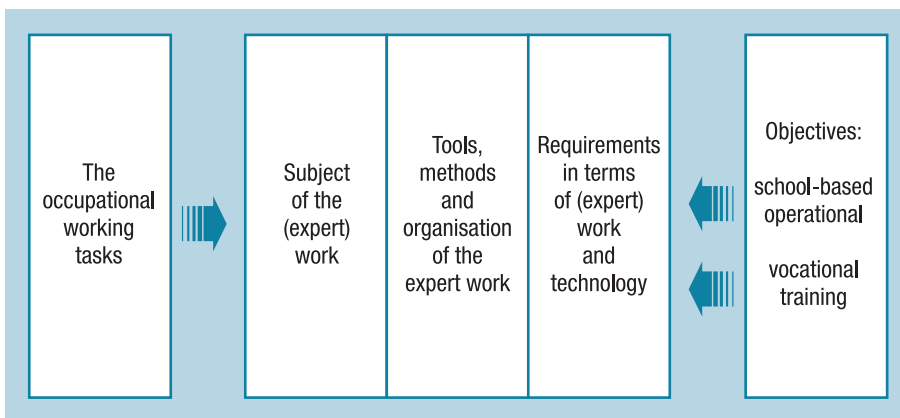 The
occupational
working
tasks
Subject
of the
(expert)
work
Tools,
methods
and
organisation
of the
expert work
Requirements
in terms
of (expert)
work
and
technology
Objectives:
school-based
operational
vocational
training